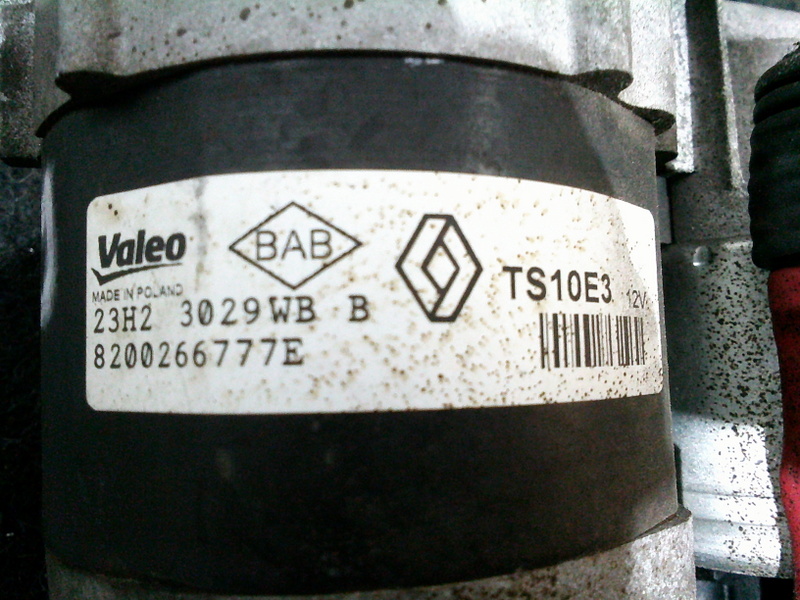 Valeo
BAB
MADE IN POLAND
TS10E3 12V
23H2 3029WB B
8200266777E